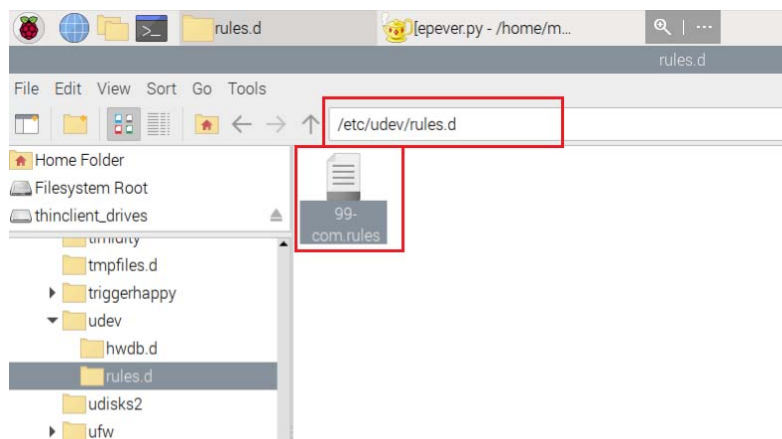 rules.d
[epever.py - /home/m...
rules.d
File Edit View Sort Go Tools
/etc/udev/rules.d
Home Folder
Filesystem Root
thinclient_drives
99-
com.rules
timidity
tmpfiles.d
triggerhappy
udev
hwdb.d
rules.d
udisks2
ufw